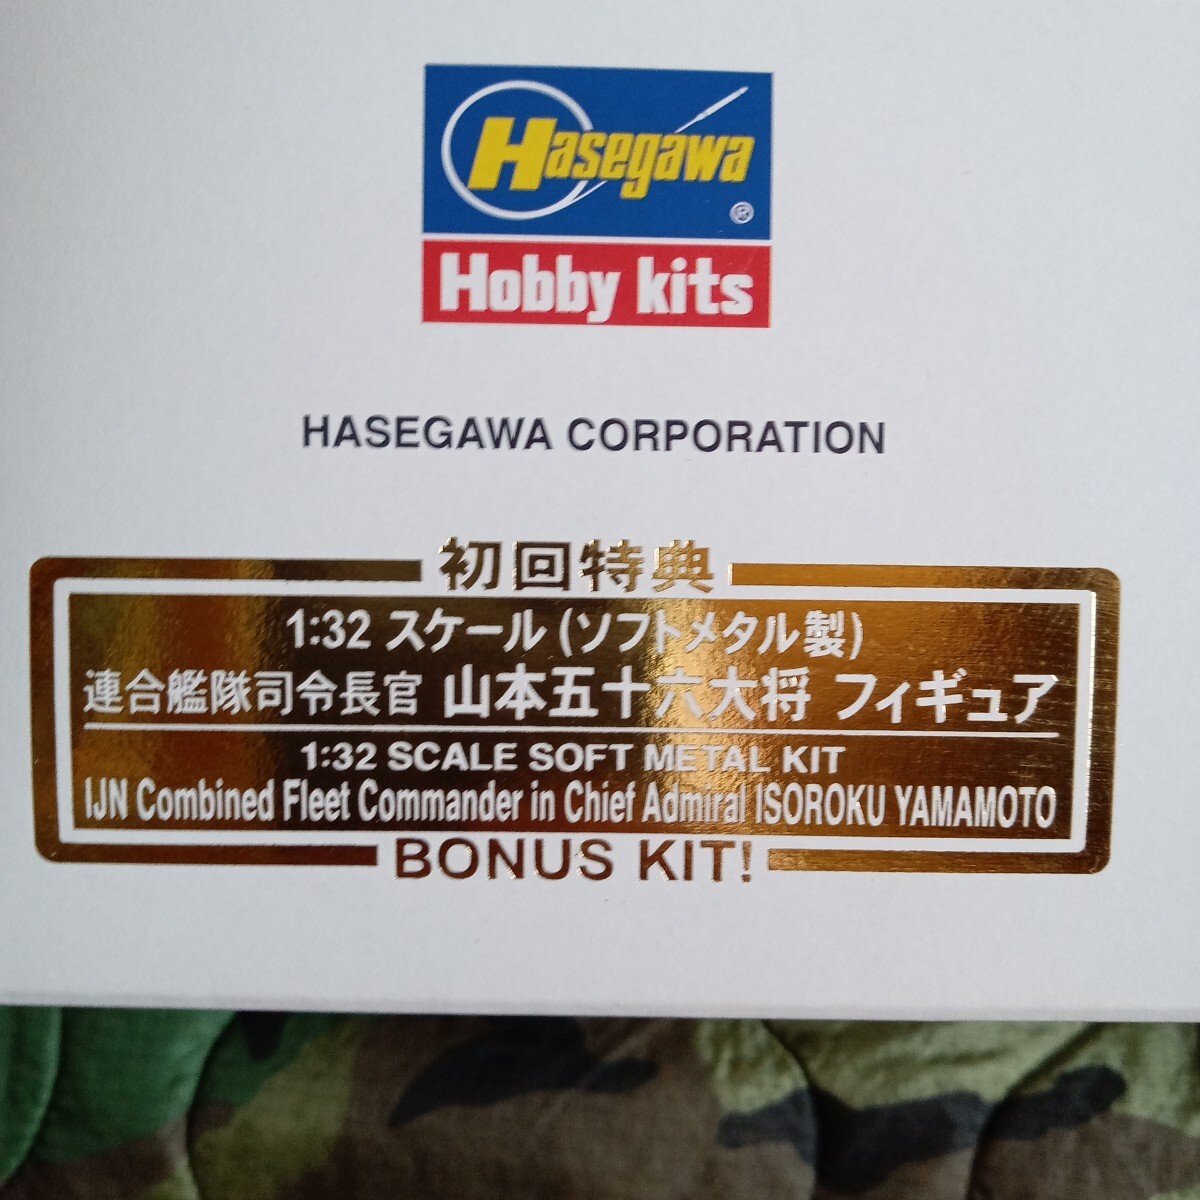 Hasegawa®
Hobby kits
HASEGAWA CORPORATION
初回特典
1:32 スケール (ソフトメタル製)
連合艦隊司令長官 山本五十六大将 フィギュア
1:32 SCALE SOFT METAL KIT
IJN Combined Fleet Commander in Chief Admiral ISOROKU YAMAMOTO
BONUS KIT!